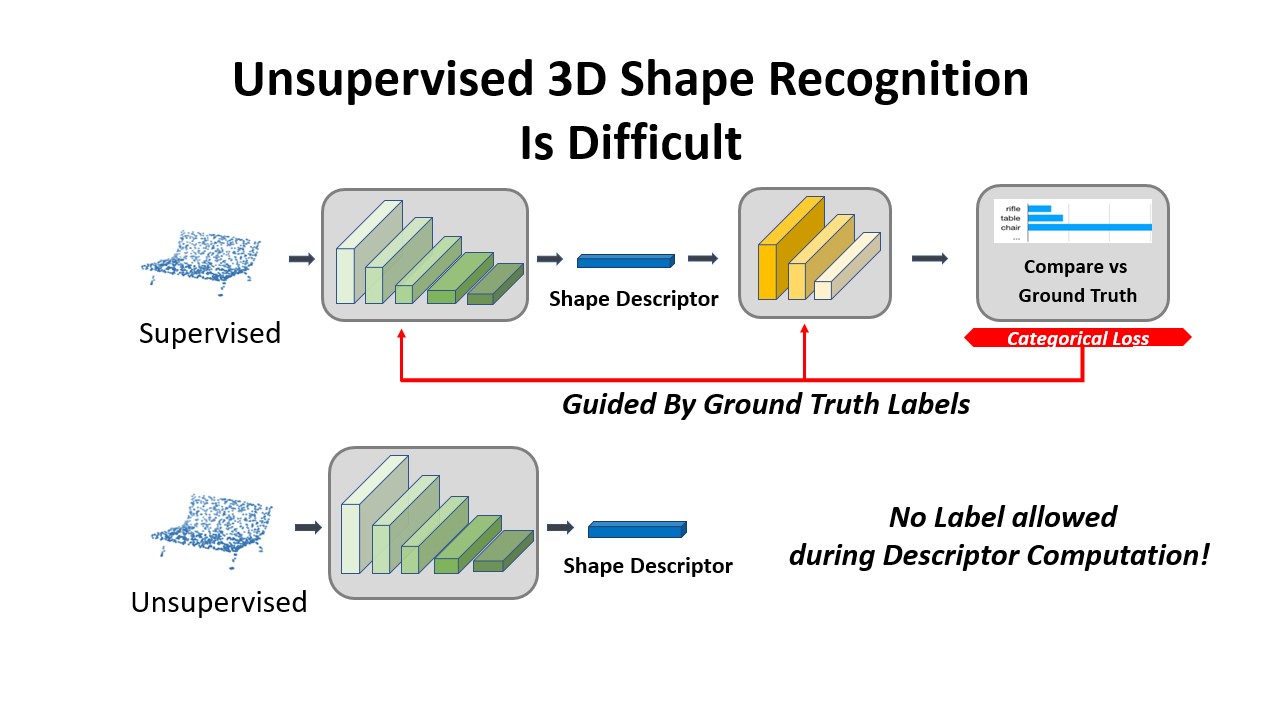 Unsupervised 3D Shape Recognition
Is Difficult
rifle
table
chair
...
Compare vs
Ground Truth
Shape Descriptor
Supervised
Categorical Loss
Guided By Ground Truth Labels
No Label allowed
during Descriptor Computation!
Shape Descriptor
Unsupervised